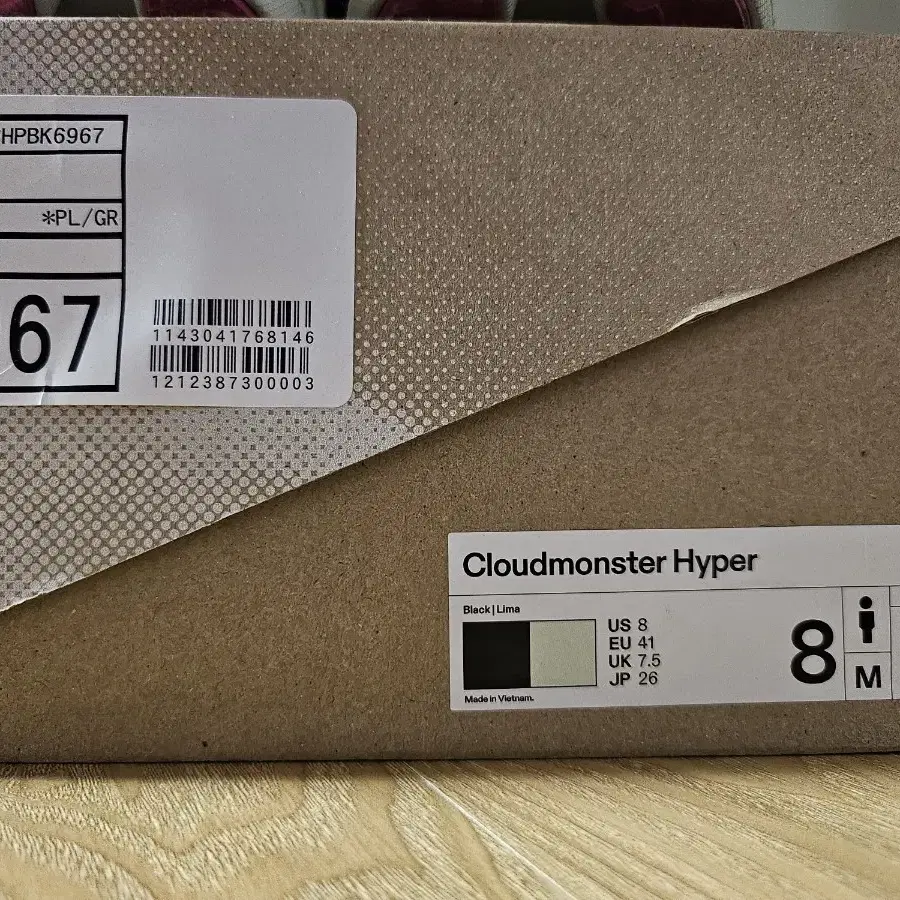 HPBK6967
*PL/GR
67
1143041768146
1212387300003
Cloudmonster Hyper
Black | Lima
US 8
EU 41
UK 7.5
JP 26
8
M
Made in Vietnam.